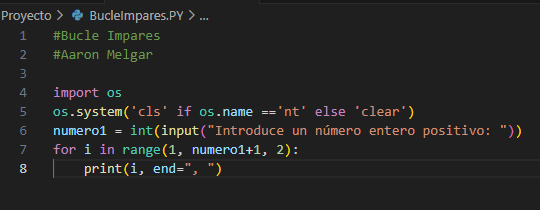 Proyecto > BucleImpares.PY > ...
1 #Bucle Impares
2 #Aaron Melgar
3
4 import os
5 os.system('cls' if os.name =='nt' else 'clear')
6 numero1 = int(input("Introduce un número entero positivo: "))
7 for i in range(1, numero1+1, 2):
8     print(i, end=", ")